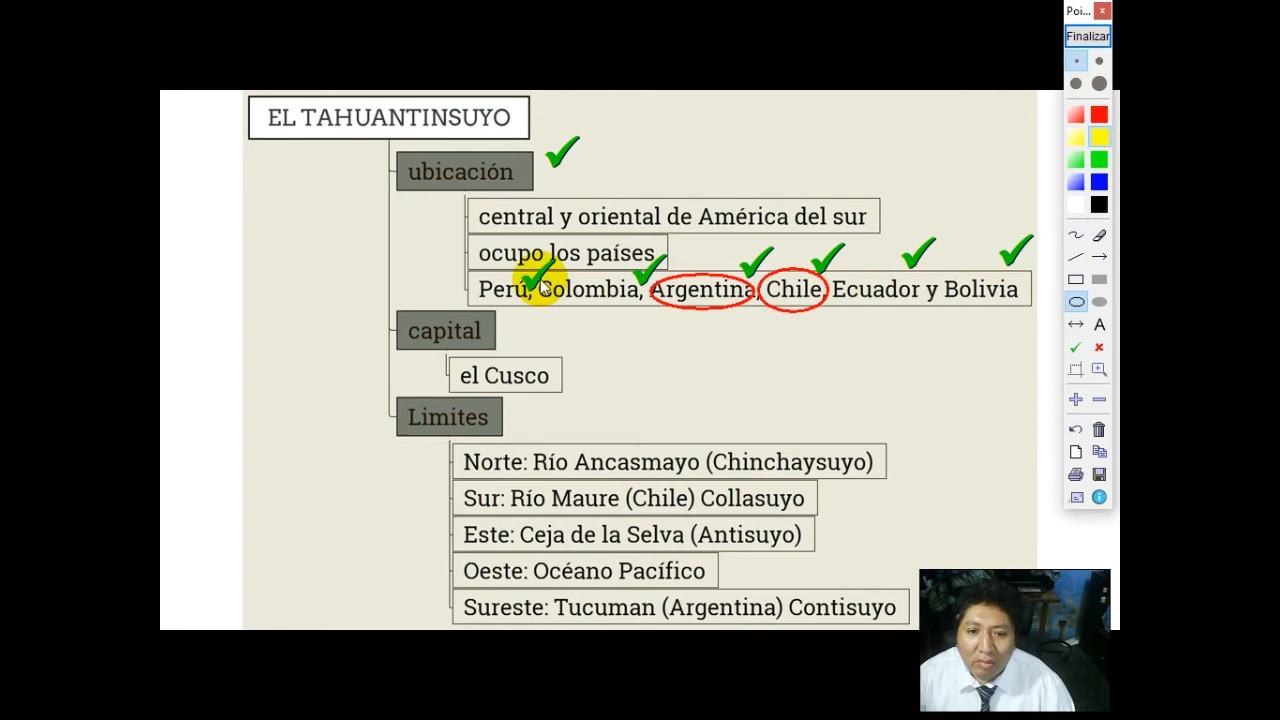 Poi...
Finalizar
EL TAHUANTINSUYO
ubicación
central y oriental de América del sur
ocupo los países
Perú, Colombia, Argentina, Chile, Ecuador y Bolivia
capital
el Cusco
Limites
Norte: Río Ancasmayo (Chinchaysuyo)
Sur: Río Maure (Chile) Collasuyo
Este: Ceja de la Selva (Antisuyo)
Oeste: Océano Pacífico
Sureste: Tucuman (Argentina) Contisuyo